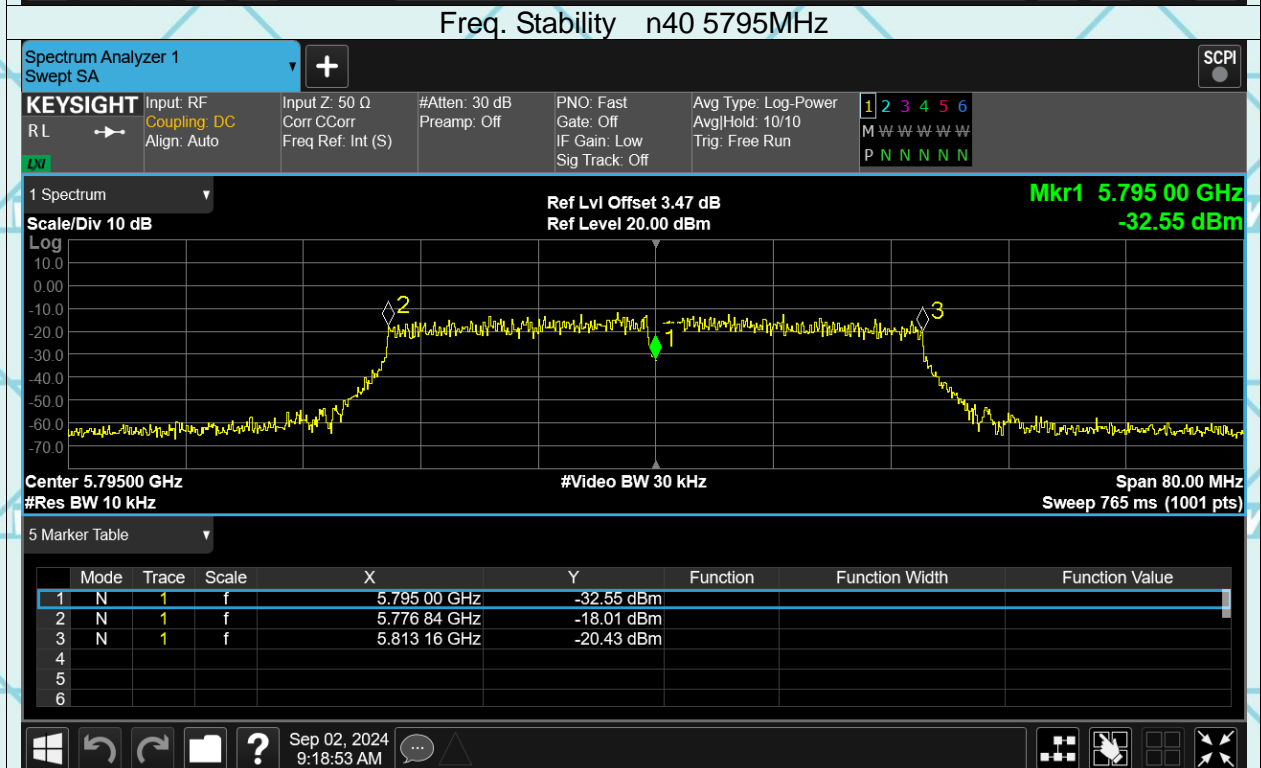 Freq. Stability n40 5795MHz
Spectrum Analyzer 1
Swept SA
SCPI
KEYSIGHT
R L
LXI
Input: RF
Coupling: DC
Align: Auto
Input Z: 50 Ω
Corr CCorr
Freq Ref: Int (S)
#Atten: 30 dB
Preamp: Off
PNO: Fast
Gate: Off
IF Gain: Low
Sig Track: Off
Avg Type: Log-Power
Avg|Hold: 10/10
Trig: Free Run
1 2 3 4 5 6
M W W W W W
P N N N N N
1 Spectrum
Scale/Div 10 dB
Ref Lvl Offset 3.47 dB
Ref Level 20.00 dBm
Mkr1 5.795 00 GHz
-32.55 dBm
Log
10.0
0.00
-10.0
-20.0
-30.0
-40.0
-50.0
-60.0
-70.0
2
1
3
Center 5.79500 GHz
#Res BW 10 kHz
#Video BW 30 kHz
Span 80.00 MHz
Sweep 765 ms (1001 pts)
5 Marker Table
Mode Trace Scale X Y Function Function Width Function Value
1 N 1 f 5.795 00 GHz -32.55 dBm
2 N 1 f 5.776 84 GHz -18.01 dBm
3 N 1 f 5.813 16 GHz -20.43 dBm
4
5
6
?
Sep 02, 2024
9:18:53 AM